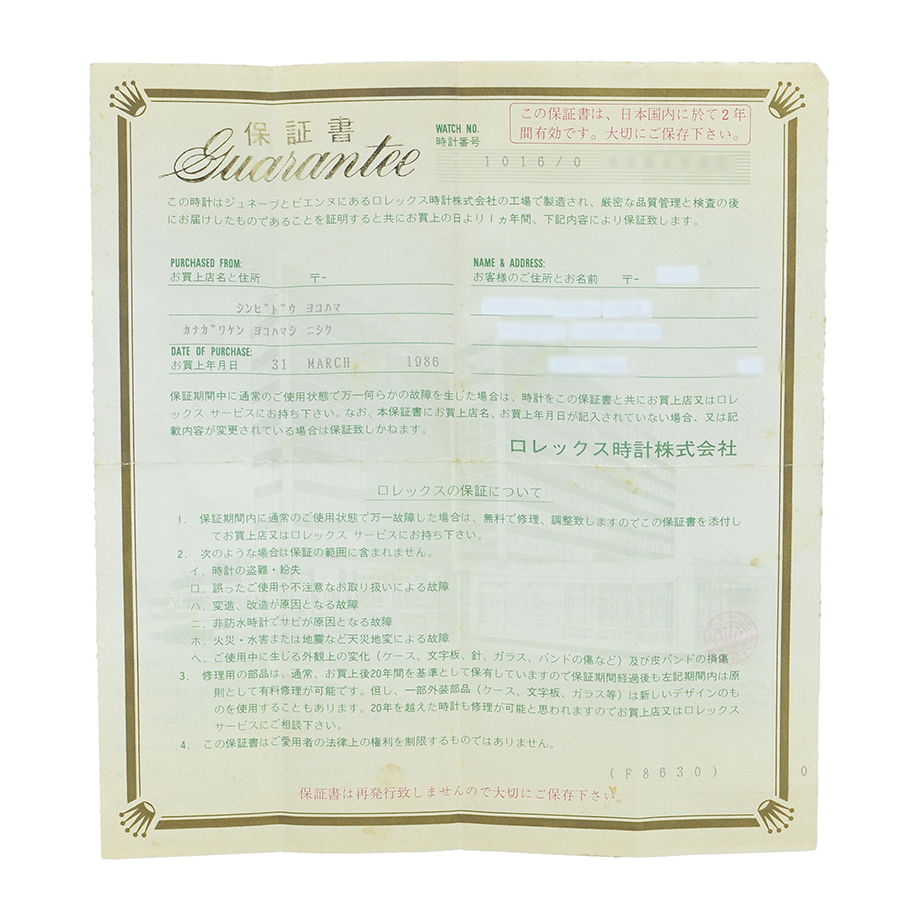 保証書
Guarantee
WATCH NO.
時計番号
1016/0
この保証書は、日本国内に於て2年
間有効です。大切にご保存下さい。
この時計はジュネーブとビエンヌにあるロレックス時計株式会社の工場で製造され、厳密な品質管理と検査の後
にお届けしたものであることを証明すると共にお買上の日より1ヵ年間、下記内容により保証致します。
PURCHASED FROM:
お買上店名と住所 〒-
シンビドウ ヨコハマ
カナガワケン ヨコハマシ ニシク
NAME & ADDRESS:
お客様のご住所とお名前 〒-
DATE OF PURCHASE:
お買上年月日 31 MARCH 1986
保証期間中に通常のご使用状態で万一何らかの故障を生じた場合は、時計をこの保証書と共にお買上店又はロレ
ックス サービスにお持ち下さい。なお、本保証書にお買上店名、お買上年月日が記入されていない場合、又は記
載内容が変更されている場合は保証致しかねます。
ロレックス時計株式会社
ロレックスの保証について
1. 保証期間内に通常のご使用状態で万一故障した場合は、無料で修理、調整致しますのでこの保証書を添付し
てお買上店又はロレックス サービスにお持ち下さい。
2. 次のような場合は保証の範囲に含まれません。
イ. 時計の盗難・紛失
ロ. 誤ったご使用や不注意なお取り扱いによる故障
ハ. 変造、改造が原因となる故障
ニ. 非防水時計でサビが原因となる故障
ホ. 火災・水害または地震など天災地変による故障
ヘ. ご使用中に生じる外観上の変化(ケース、文字板、針、ガラス、バンドの傷など)及び皮バンドの損傷
3. 修理用の部品は、通常、お買上後20年間を基準として保有していますので保証期間経過後も左記期間内は原
則として有料修理が可能です。但し、一部外装部品(ケース、文字板、ガラス等)は新しいデザインのも
のを使用することもあります。20年を越えた時計も修理が可能と思われますのでお買上店又はロレックス
サービスにご相談下さい。
4. この保証書はご愛用者の法律上の権利を制限するものではありません。
(F8630) 0
保証書は再発行致しませんので大切にご保存下さい。